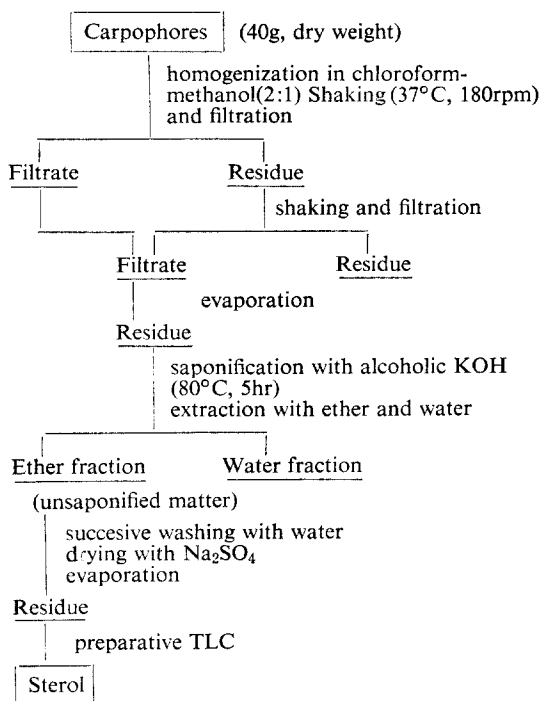 Carpophores (40g, dry weight)
homogenization in chloroform-
methanol(2:1) Shaking (37°C, 180rpm)
and filtration
Filtrate Residue
shaking and filtration
Filtrate Residue
evaporation
Residue
saponification with alcoholic KOH
(80°C, 5hr)
extraction with ether and water
Ether fraction Water fraction
(unsaponified matter)
succesive washing with water
drying with Na₂SO₄
evaporation
Residue
preparative TLC
Sterol